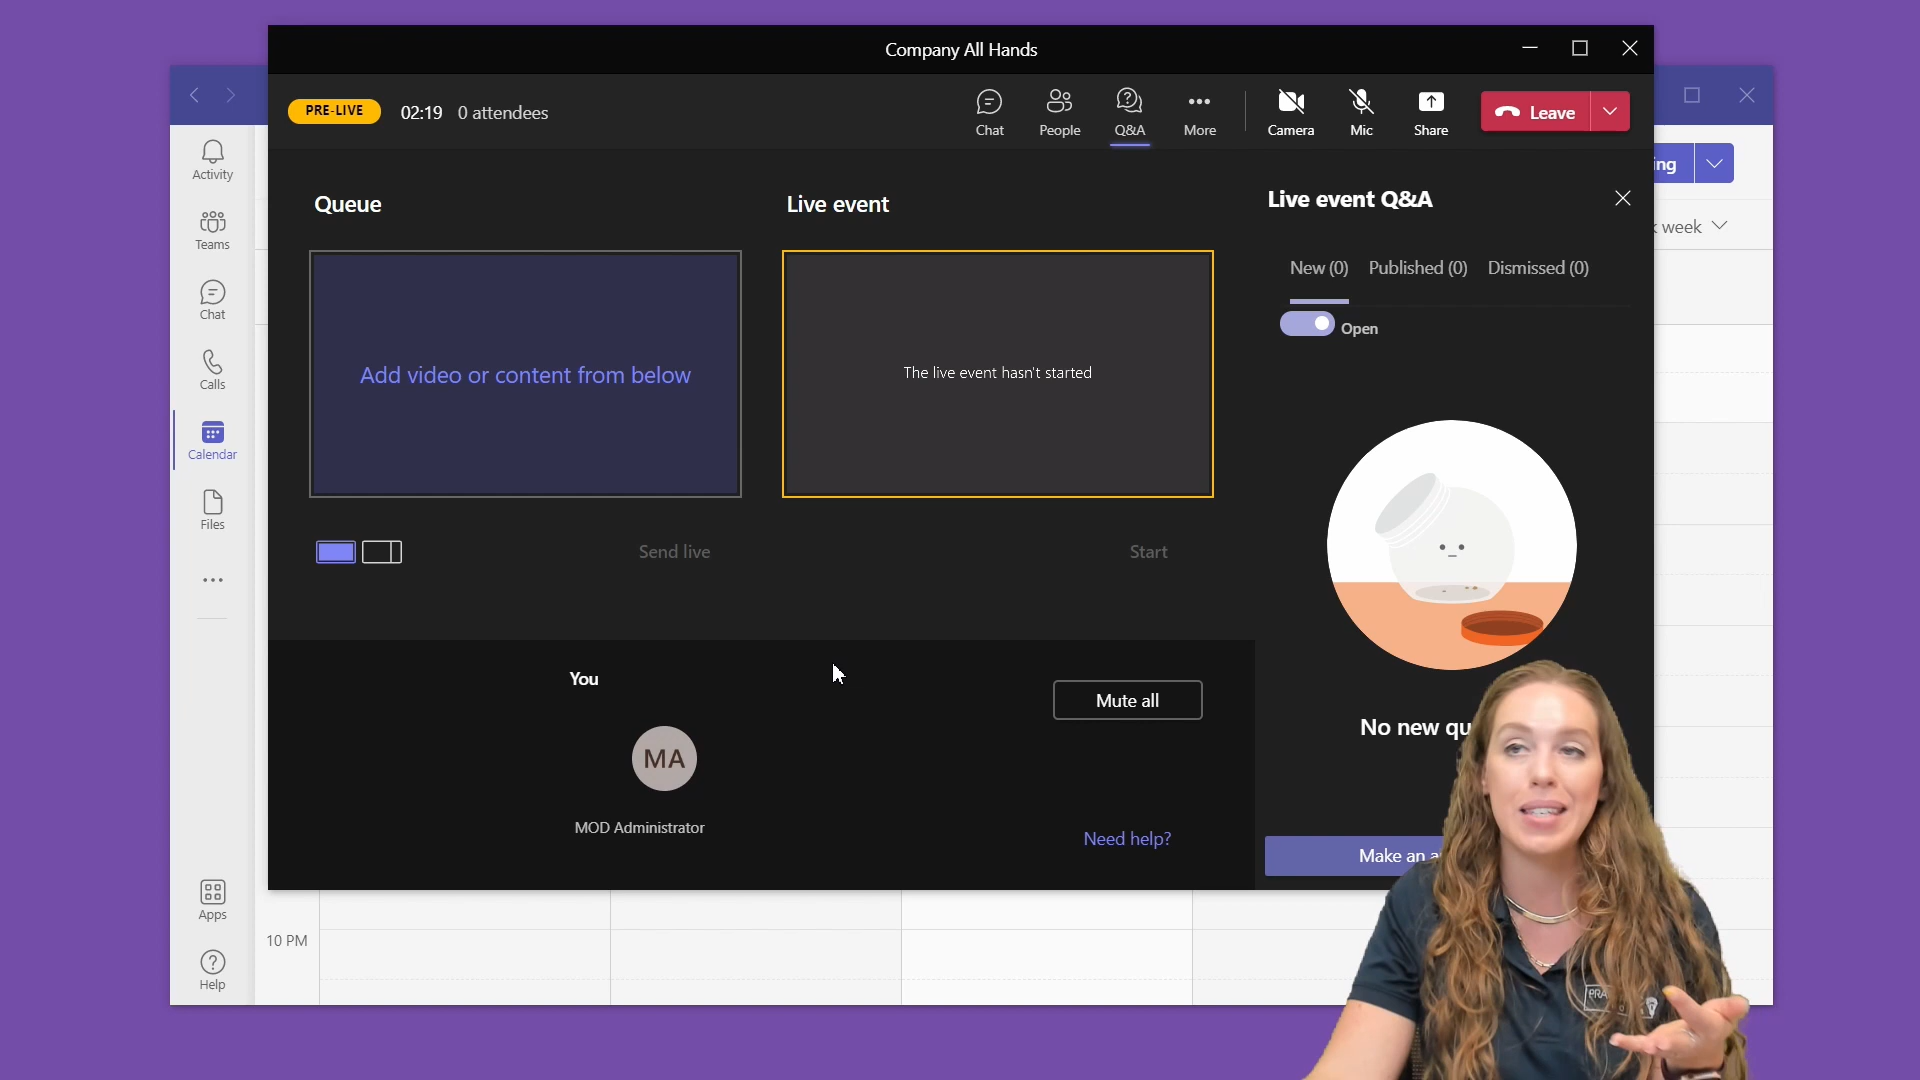 Company All Hands
PRE-LIVE 02:19 0 attendees
Chat People Q&A More Camera Mic Share Leave
Activity
Teams
Chat
Calls
Calendar
Files
Apps
Help
ing
week
Queue
Live event
Live event Q&A
New (0) Published (0) Dismissed (0)
Open
Add video or content from below
The live event hasn't started
Send live
Start
You
Mute all
MA
MOD Administrator
Need help?
No new qu
Make an a
10 PM
PRA